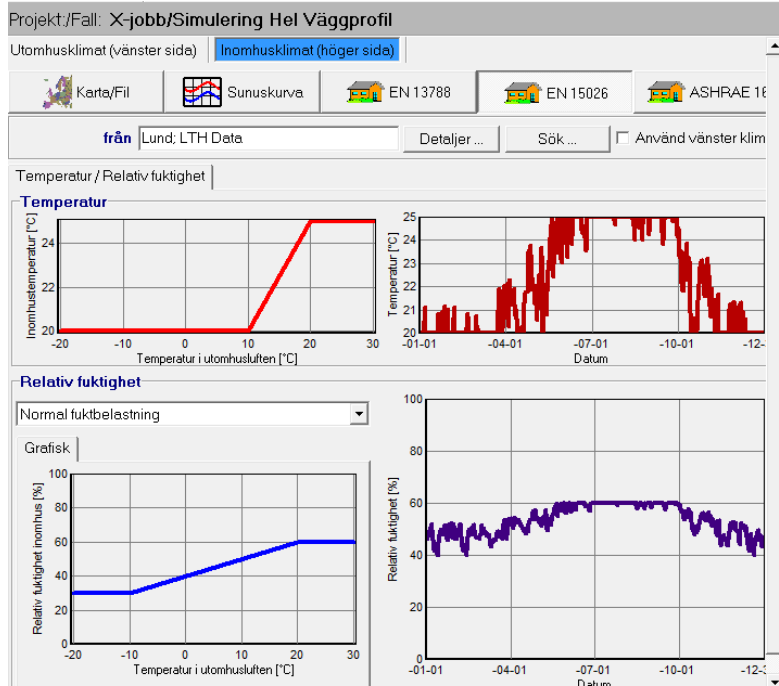 Projekt:/Fall: X-jobb/Simulering Hel Väggprofil
Utomhusklimat (vänster sida) Inomhusklimat (höger sida)
Karta/Fil Sunuskurva EN 13788 EN 15026 ASHRAE 16
från Lund; LTH Data Detaljer ... Sök ... Använd vänster klim
Temperatur / Relativ fuktighet
Temperatur
Inomhustemperatur [°C]
24
22
20
-20 -10 0 10 20 30
Temperatur i utomhusluften [°C]
Temperatur [°C]
25
24
23
22
21
20
-01-01 -04-01 -07-01 -10-01 -12-
Datum
Relativ fuktighet
Normal fuktbelastning
Grafisk
Relativ fuktighet inomhus [%]
100
80
60
40
20
0
-20 -10 0 10 20 30
Temperatur i utomhusluften [°C]
Relativ fuktighet [%]
100
80
60
40
20
0
-01-01 -04-01 -07-01 -10-01 -12-3
Datum